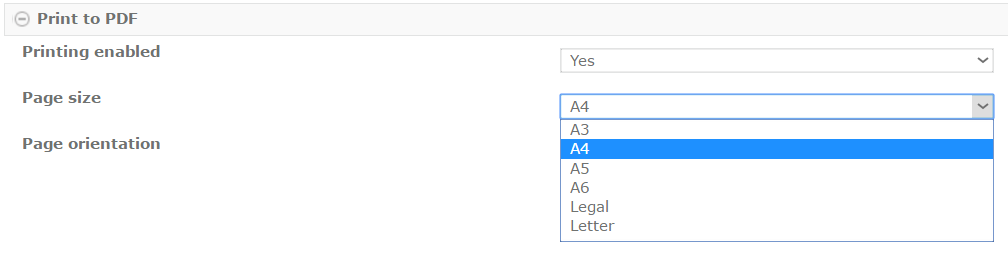 Print to PDF
Printing enabled
Yes
Page size
A4
A3
A4
A5
A6
Legal
Letter
Page orientation